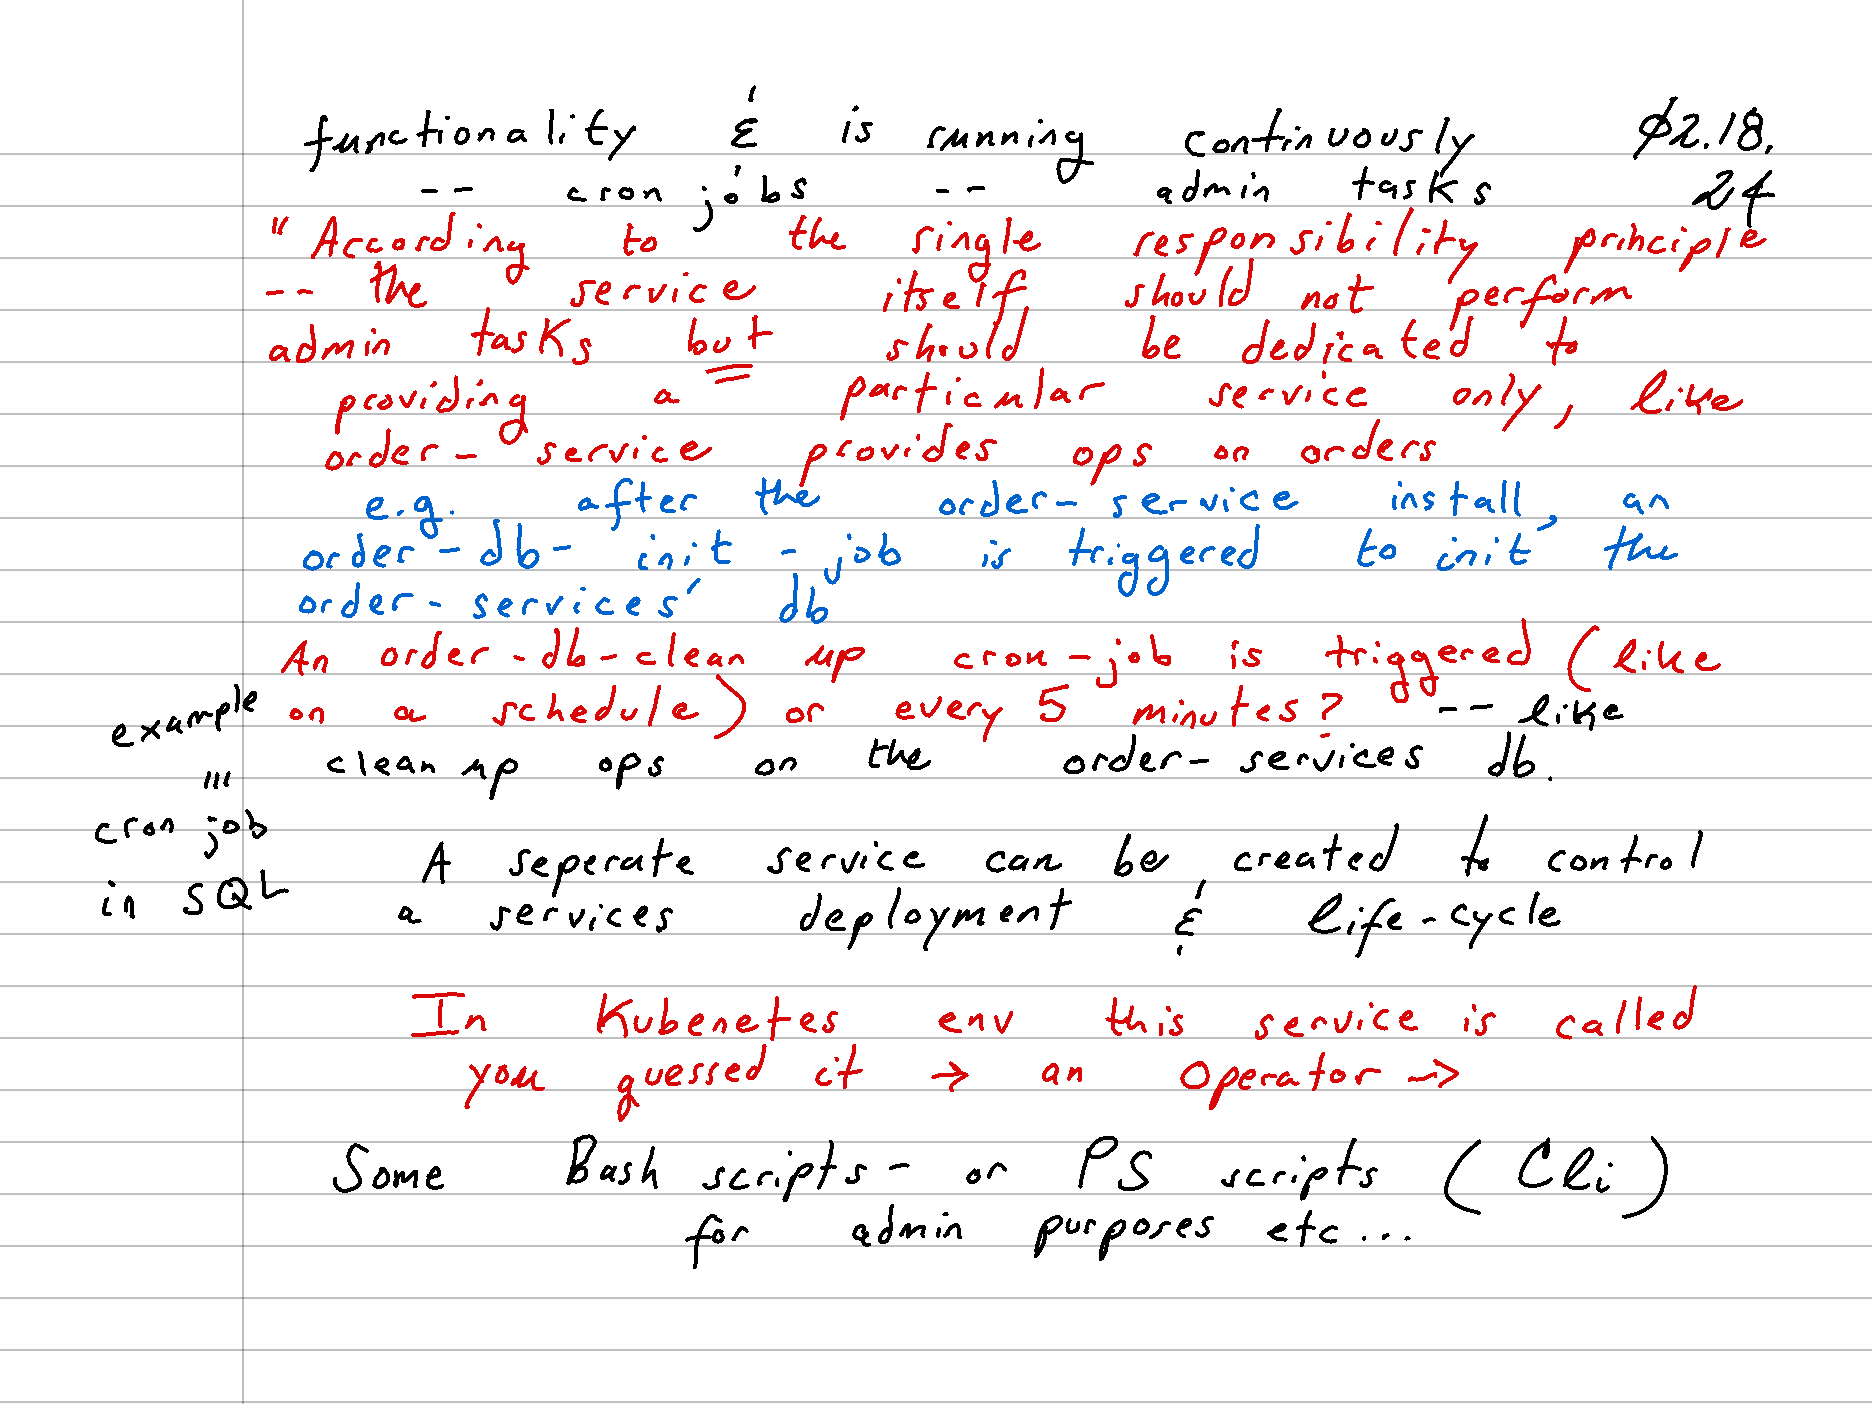 functionality & is running continuously 02.18.
-- cron jobs -- admin tasks 24
"According to the single responsibility principle
-- the service itself should not perform
admin tasks but should be dedicated to
providing a particular service only, like
order-service provides ops on orders
e.g. after the order-service install, an
order-db-init-job is triggered to init the
order-services' db
An order-db-clean up cron-job is triggered (like
on a schedule) or every 5 minutes? " -- like
clean up ops on the order-services db.
example
"'
cron job
in SQL
A seperate service can be created to control
a services deployment & life-cycle
In Kubenetes env this service is called
you guessed it → an Operator →
Some Bash scripts - or PS scripts (Cli)
for admin purposes etc...